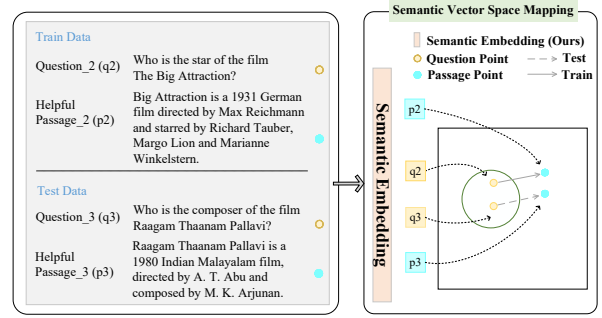 Train Data
Question_2 (q2)
Who is the star of the film
The Big Attraction?
Helpful
Passage_2 (p2)
Big Attraction is a 1931 German
film directed by Max Reichmann
and starred by Richard Tauber,
Margo Lion and Marianne
Winkelstern.
Test Data
Question_3 (q3)
Who is the composer of the film
Raagam Thaanam Pallavi?
Helpful
Passage_3 (p3)
Raagam Thaanam Pallavi is a
1980 Indian Malayalam film,
directed by A. T. Abu and
composed by M. K. Arjunan.
Semantic Vector Space Mapping
Semantic Embedding (Ours)
Question Point
Test
Passage Point
Train
Semantic Embedding
p2
q2
q3
p3